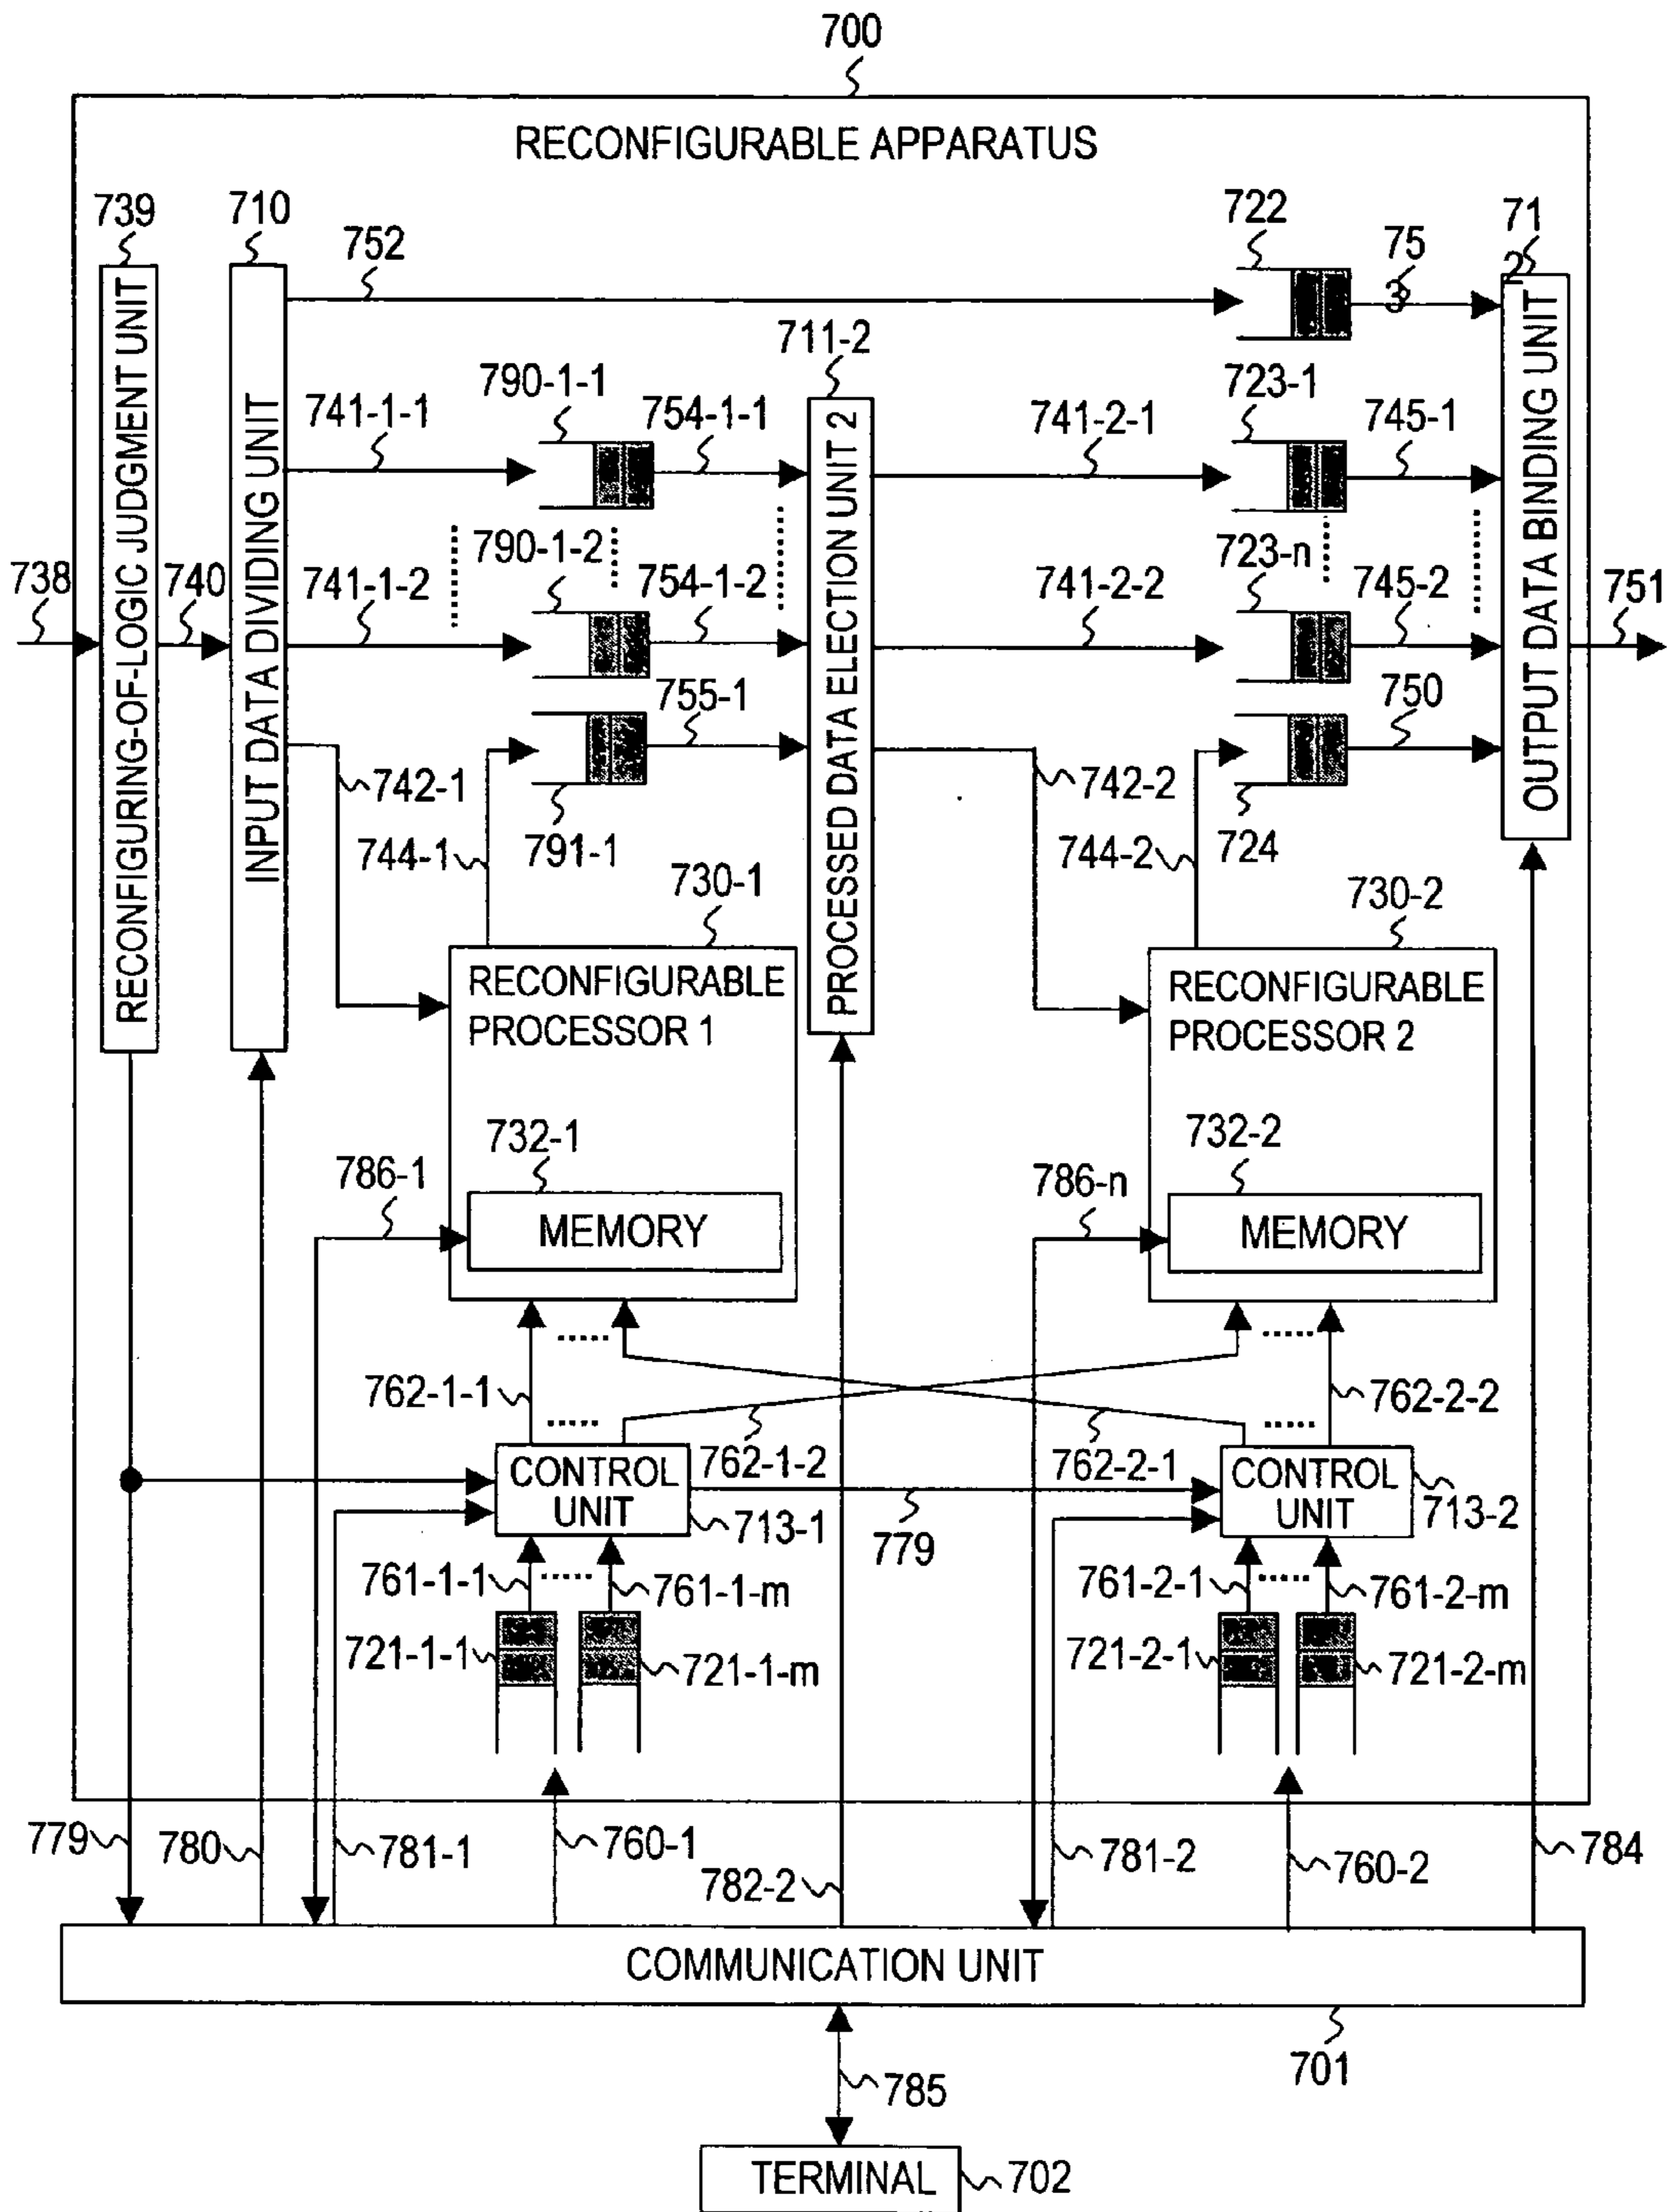 700
RECONFIGURABLE APPARATUS
739
710
752
722
75
3
71
2
RECONFIGURING-OF-LOGIC JUDGMENT UNIT
INPUT DATA DIVIDING UNIT
711-2
PROCESSED DATA ELECTION UNIT 2
OUTPUT DATA BINDING UNIT
741-1-1
790-1-1
754-1-1
741-2-1
723-1
745-1
738
740
741-1-2
790-1-2
754-1-2
741-2-2
723-n
745-2
751
755-1
750
742-1
742-2
744-1
791-1
744-2
724
730-1
730-2
RECONFIGURABLE
PROCESSOR 1
RECONFIGURABLE
PROCESSOR 2
732-1
732-2
786-1
786-n
MEMORY
MEMORY
762-1-1
762-2-2
762-1-2
762-2-1
CONTROL
UNIT
CONTROL
UNIT
713-1
779
713-2
761-1-1
761-1-m
761-2-1
761-2-m
721-1-1
721-1-m
721-2-1
721-2-m
779
780
781-1
760-1
782-2
781-2
760-2
784
COMMUNICATION UNIT
701
785
TERMINAL
702